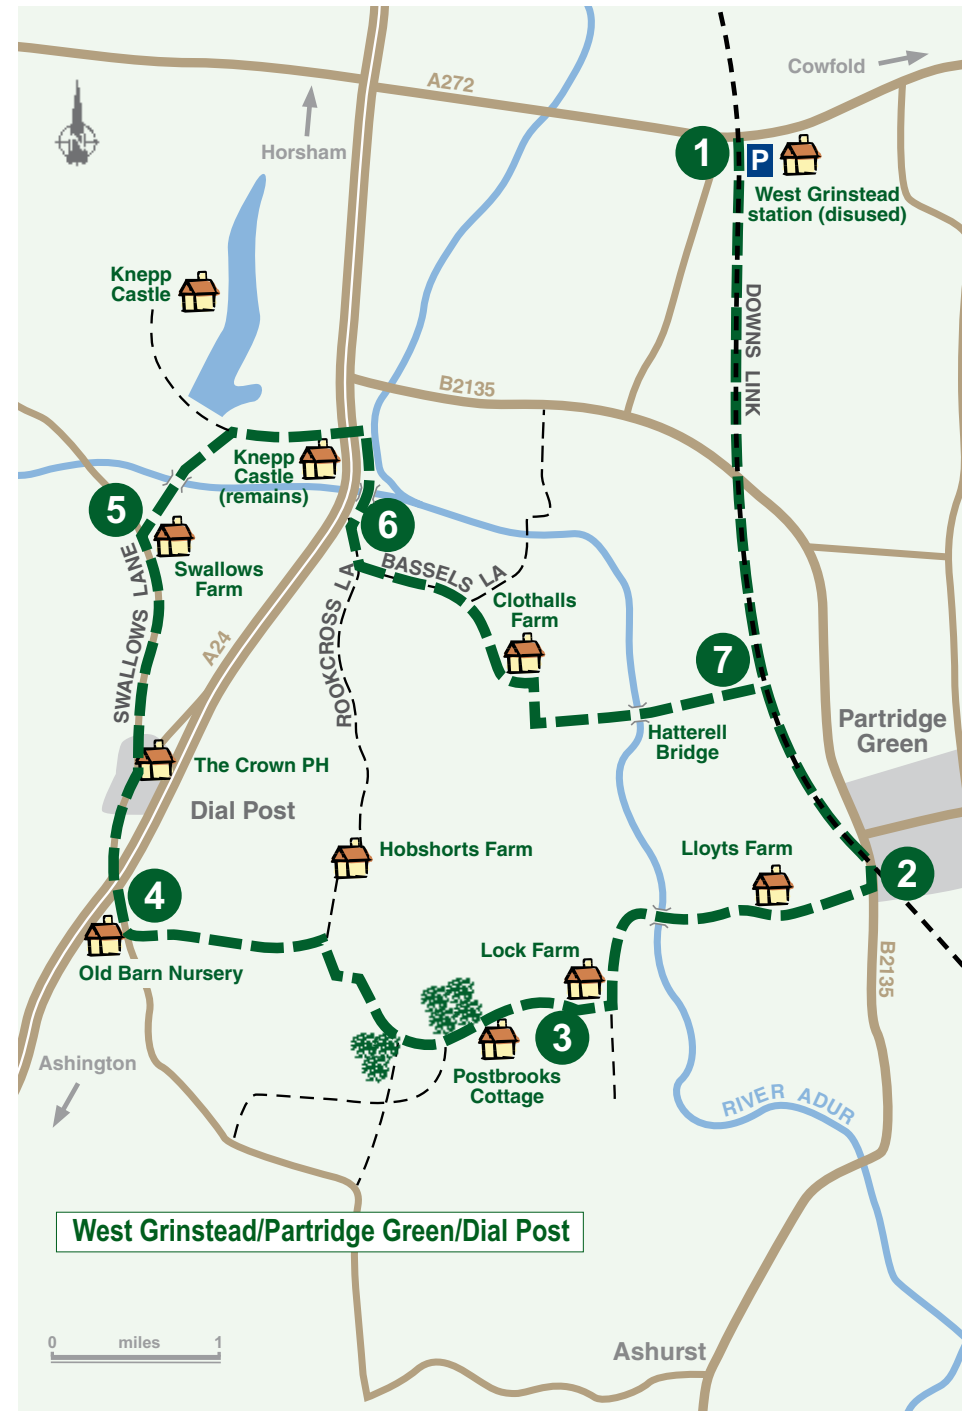 Cowfold
A272
N
Horsham
1
P
West Grinstead
station (disused)
Knepp
Castle
DOWNS LINK
B2135
Knepp
Castle
(remains)
5
6
SWALLOWS LANE
Swallows
Farm
BASSELS LA
ROOKCROSS LA
Clothalls
Farm
A24
7
Partridge
Green
Hatterell
Bridge
The Crown PH
Dial Post
Hobshorts Farm
Lloyts Farm
2
4
Old Barn Nursery
Lock Farm
B2135
3
Ashington
Postbrooks
Cottage
RIVER ADUR
West Grinstead/Partridge Green/Dial Post
0 miles 1
Ashurst